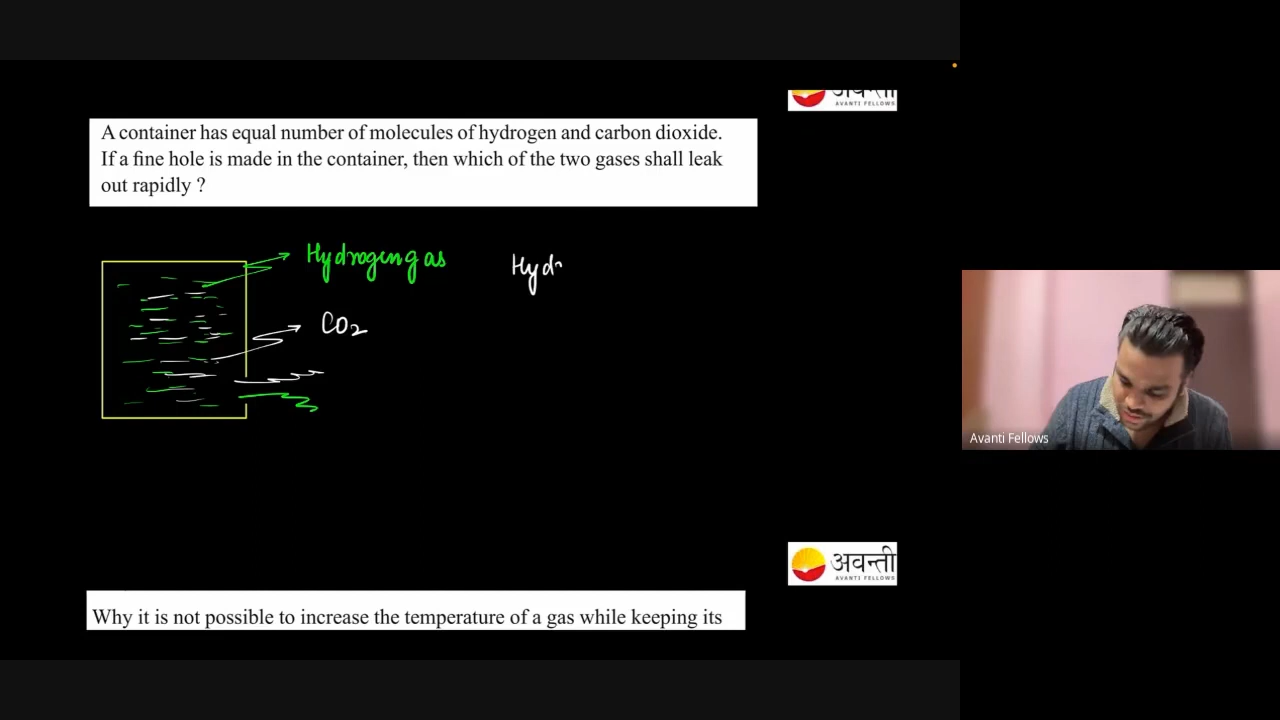 अवन्ती
AVANTI FELLOWS
A container has equal number of molecules of hydrogen and carbon dioxide.
If a fine hole is made in the container, then which of the two gases shall leak
out rapidly ?
Hydrogen gas
Hydr
CO2
Avanti Fellows
अवन्ती
AVANTI FELLOWS
Why it is not possible to increase the temperature of a gas while keeping its